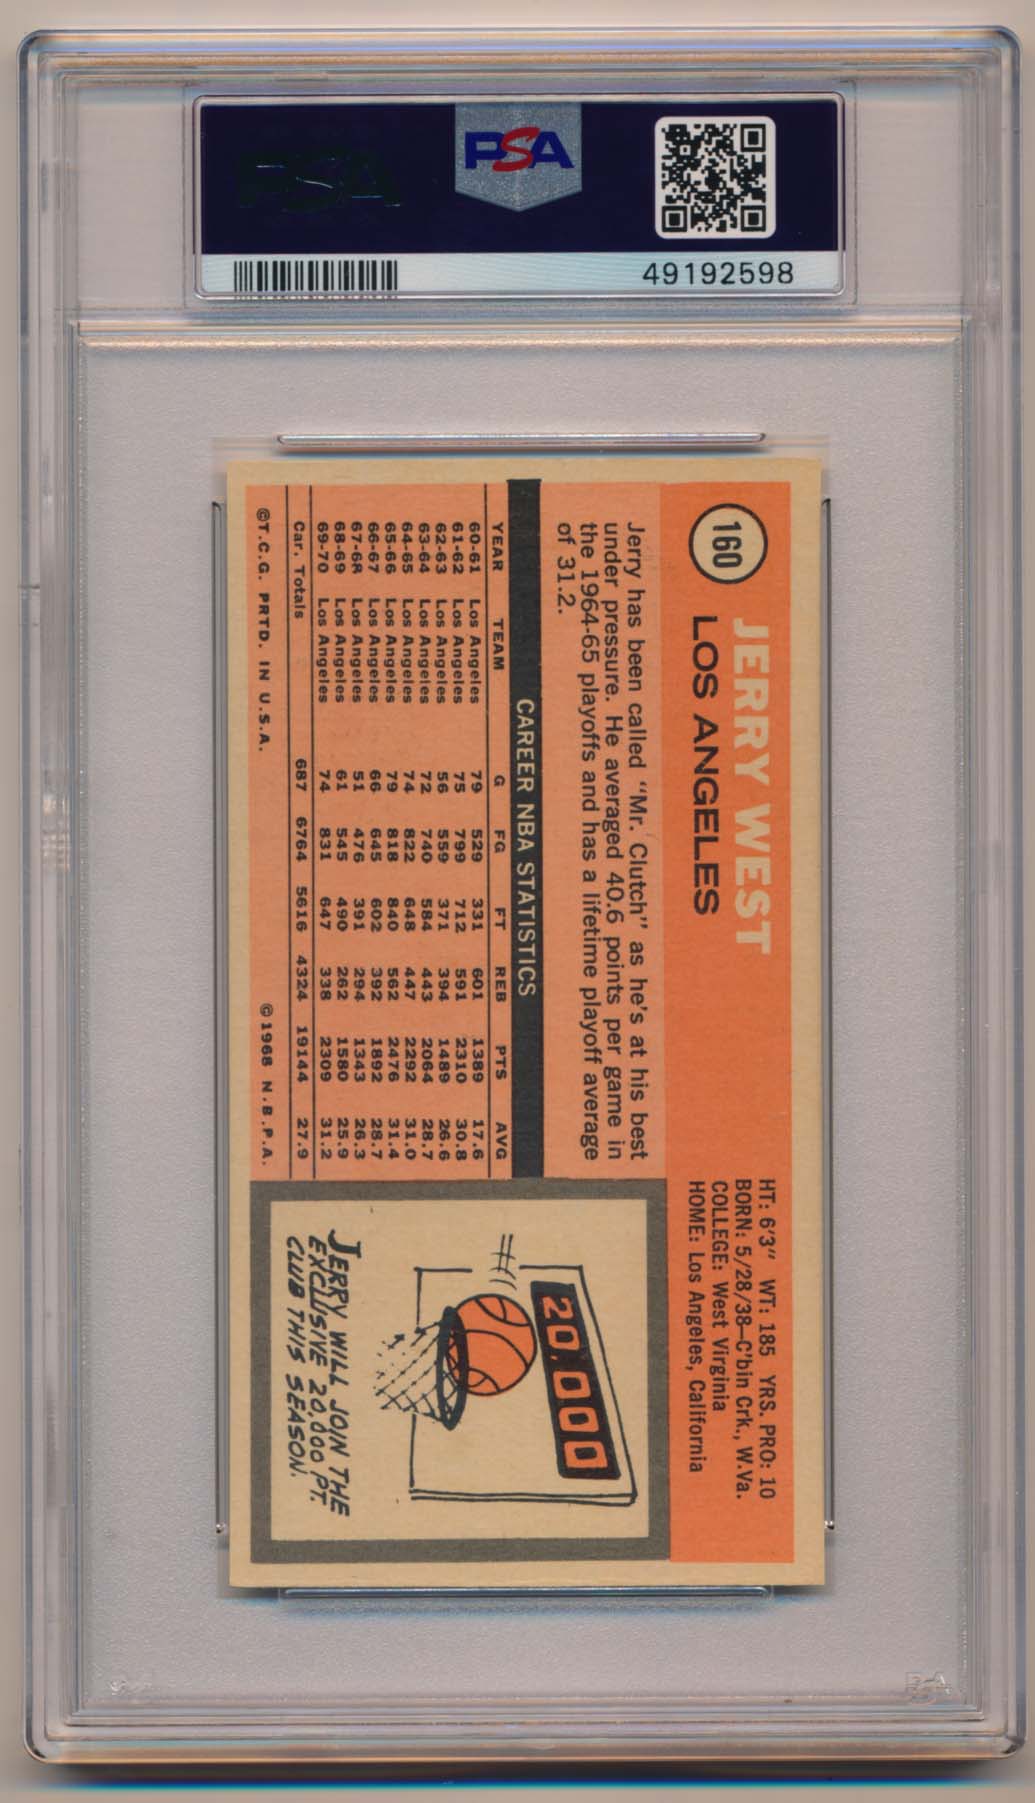 PSA
PSA
49192598
160
JERRY WEST
LOS ANGELES
HT: 6'3" WT: 185 YRS. PRO: 10
BORN: 5/28/38—C'bin Crk., W.Va.
COLLEGE: West Virginia
HOME: Los Angeles, California
Jerry has been called "Mr. Clutch" as he's at his best
under pressure. He averaged 40.6 points per game in
the 1964-65 playoffs and has a lifetime playoff average
of 31.2.
CAREER NBA STATISTICS
YEAR TEAM G FG FT REB PTS AVG
60-61 Los Angeles 79 529 331 601 1389 17.6
61-62 Los Angeles 75 799 712 591 2310 30.8
62-63 Los Angeles 56 559 371 394 1489 26.6
63-64 Los Angeles 72 740 584 443 2064 28.7
64-65 Los Angeles 74 822 648 447 2292 31.0
65-66 Los Angeles 79 818 840 562 2476 31.4
66-67 Los Angeles 66 645 602 392 1892 28.7
67-68 Los Angeles 51 476 391 294 1343 26.3
68-69 Los Angeles 61 545 490 262 1580 25.9
69-70 Los Angeles 74 831 647 338 2309 31.2
Car. Totals 687 6764 5616 4324 19144 27.9
©T.C.G. PRTD. IN U.S.A. ©1968 N.B.P.A.
20,000
JERRY WILL JOIN THE
EXCLUSIVE 20,000 PT.
CLUB THIS SEASON.
PSA